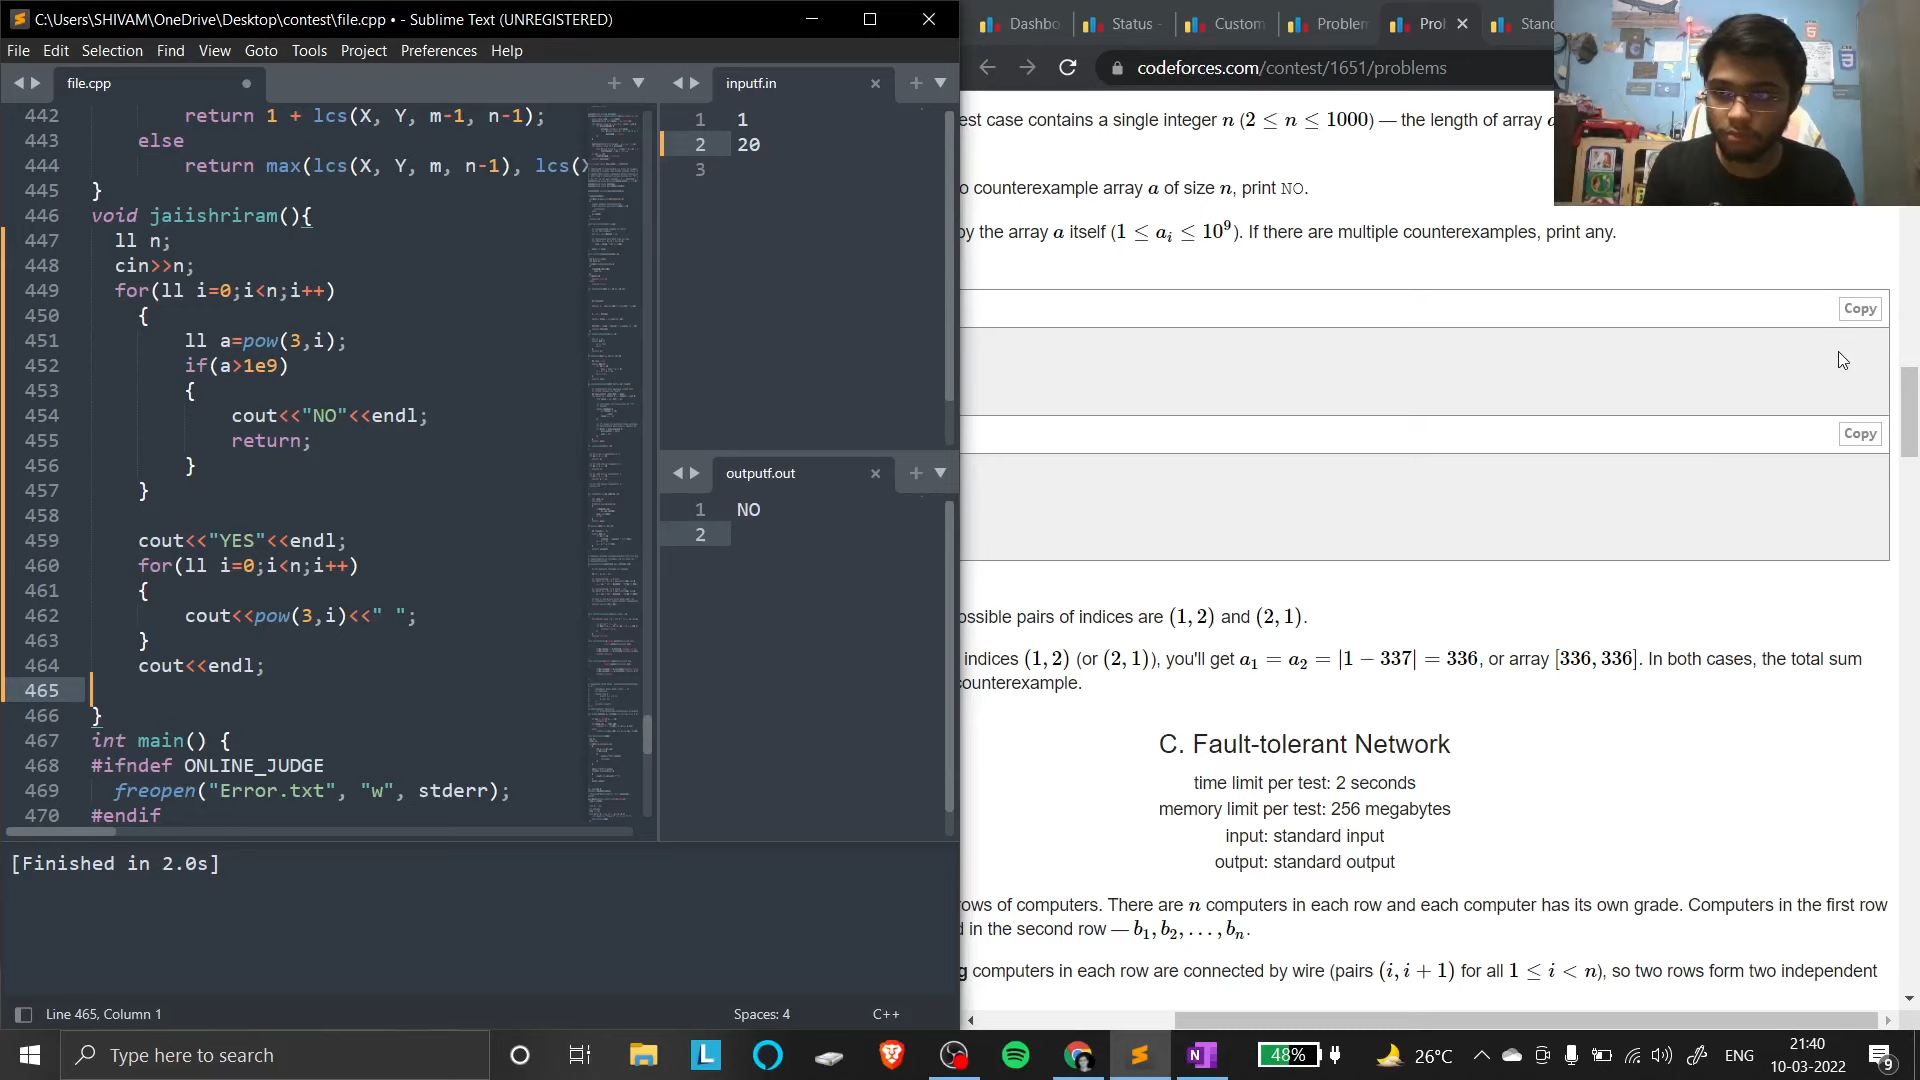 C:\Users\SHIVAM\OneDrive\Desktop\contest\file.cpp • - Sublime Text (UNREGISTERED)
File Edit Selection Find View Goto Tools Project Preferences Help
file.cpp
442 return 1 + lcs(X, Y, m-1, n-1);
443 else
444 return max(lcs(X, Y, m, n-1), lcs(
445 }
446 void jaiishriram(){
447 ll n;
448 cin>>n;
449 for(ll i=0;i<n;i++)
450 {
451 ll a=pow(3,i);
452 if(a>1e9)
453 {
454 cout<<"NO"<<endl;
455 return;
456 }
457 }
458
459 cout<<"YES"<<endl;
460 for(ll i=0;i<n;i++)
461 {
462 cout<<pow(3,i)<<" ";
463 }
464 cout<<endl;
465
466 }
467 int main() {
468 #ifndef ONLINE_JUDGE
469 freopen("Error.txt", "w", stderr);
470 #endif
[Finished in 2.0s]
Line 465, Column 1 Spaces: 4 C++
inputf.in
1 1
2 20
3
outputf.out
1 NO
2
Dashbo Status - Custom Problem Prob Stand
codeforces.com/contest/1651/problems
est case contains a single integer n (2 ≤ n ≤ 1000) — the length of array
o counterexample array a of size n, print NO.
by the array a itself (1 ≤ aᵢ ≤ 10⁹). If there are multiple counterexamples, print any.
Copy
Copy
ossible pairs of indices are (1, 2) and (2, 1).
indices (1, 2) (or (2, 1)), you'll get a₁ = a₂ = |1 − 337| = 336, or array [336, 336]. In both cases, the total sum
counterexample.
C. Fault-tolerant Network
time limit per test: 2 seconds
memory limit per test: 256 megabytes
input: standard input
output: standard output
ows of computers. There are n computers in each row and each computer has its own grade. Computers in the first row
d in the second row — b₁, b₂, . . . , bₙ.
g computers in each row are connected by wire (pairs (i, i + 1) for all 1 ≤ i < n), so two rows form two independent
Type here to search
48% 26°C ENG 21:40
10-03-2022 9